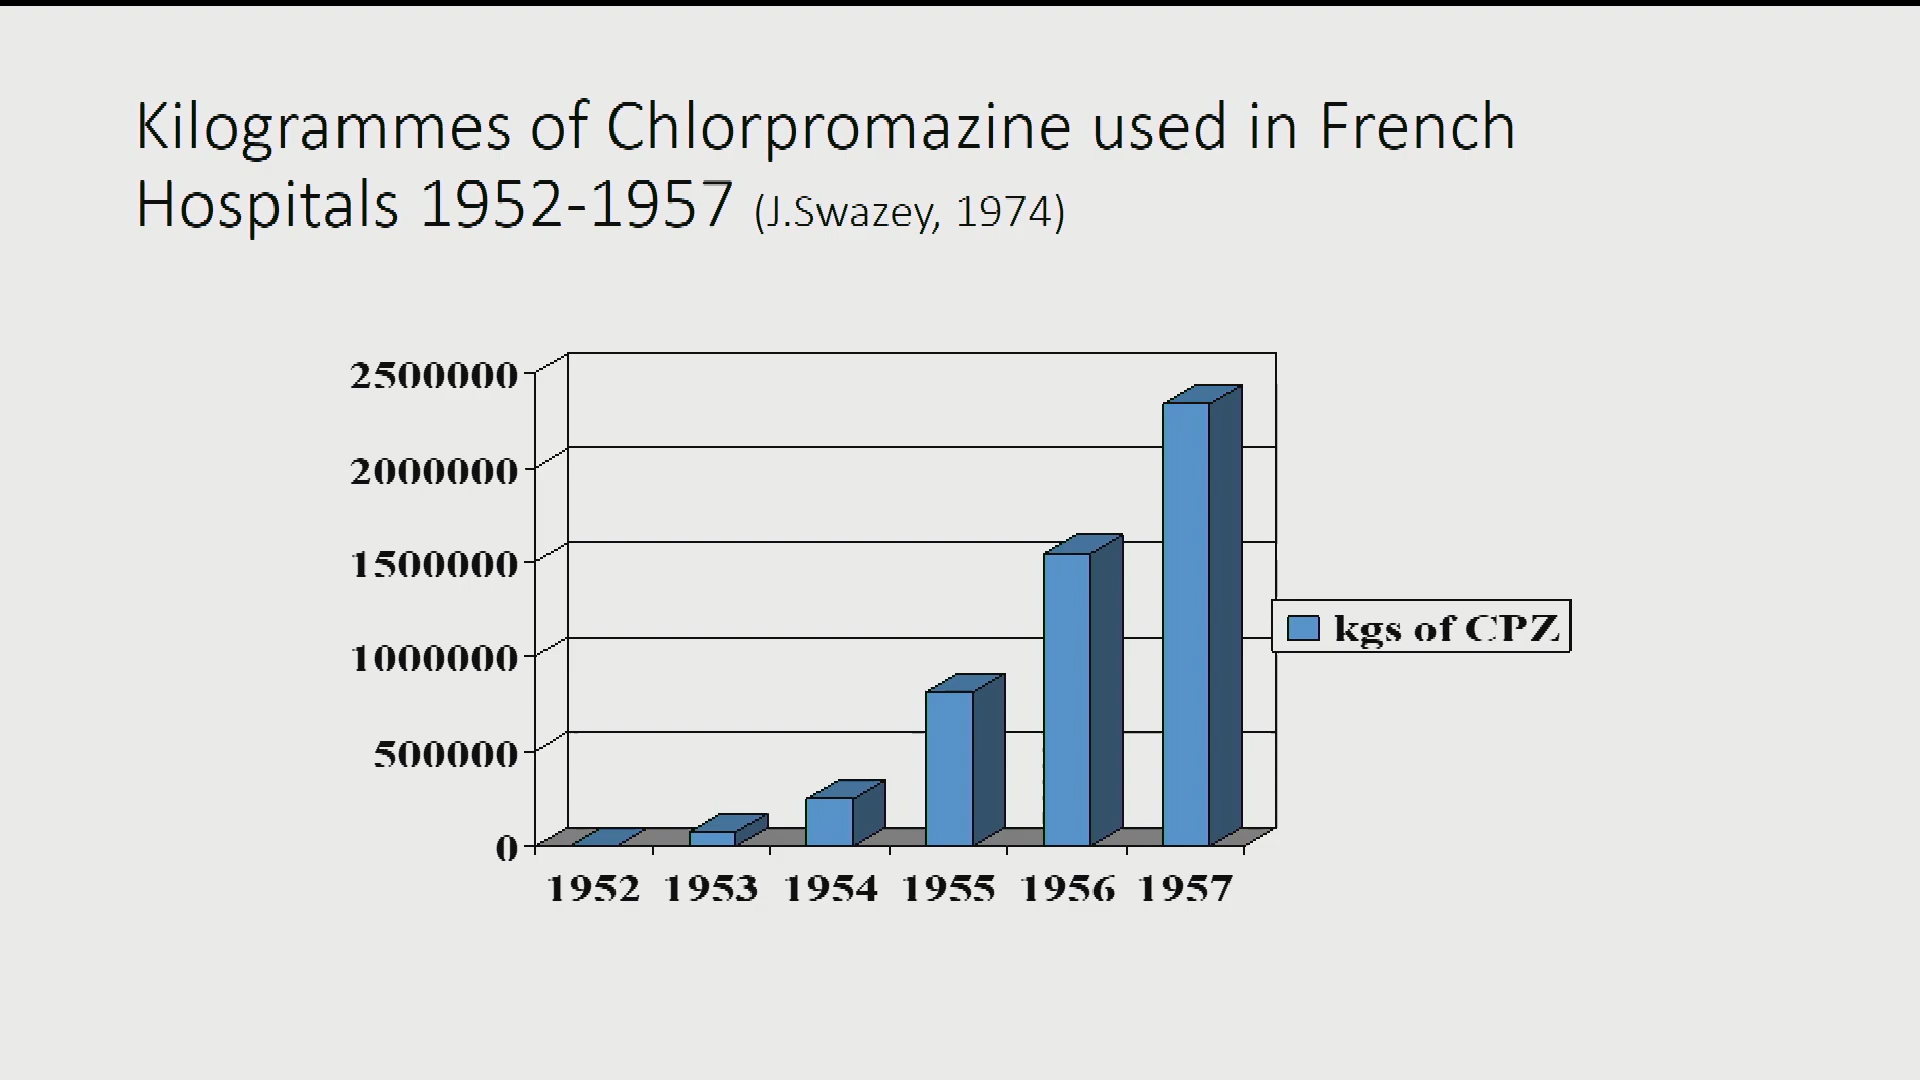 Kilogrammes of Chlorpromazine used in French
Hospitals 1952-1957 (J.Swazey, 1974)
2500000
2000000
1500000
1000000
500000
0
1952 1953 1954 1955 1956 1957
kgs of CPZ